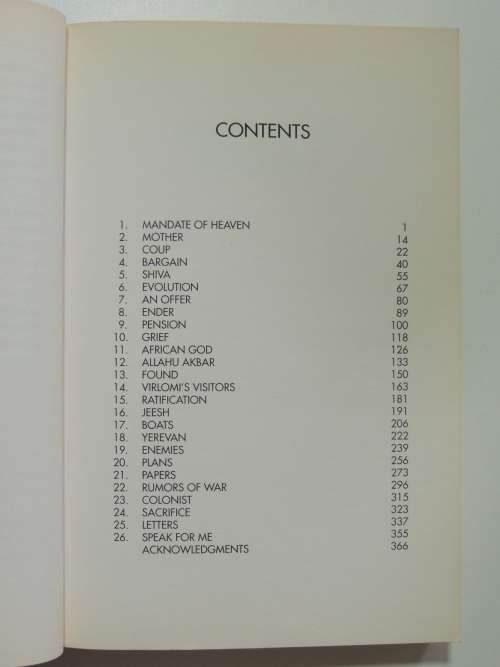 CONTENTS
1. MANDATE OF HEAVEN 1
2. MOTHER 14
3. COUP 22
4. BARGAIN 40
5. SHIVA 55
6. EVOLUTION 67
7. AN OFFER 80
8. ENDER 89
9. PENSION 100
10. GRIEF 118
11. AFRICAN GOD 126
12. ALLAHU AKBAR 133
13. FOUND 150
14. VIRLOMI'S VISITORS 163
15. RATIFICATION 181
16. JEESH 191
17. BOATS 206
18. YEREVAN 222
19. ENEMIES 239
20. PLANS 256
21. PAPERS 273
22. RUMORS OF WAR 296
23. COLONIST 315
24. SACRIFICE 323
25. LETTERS 337
26. SPEAK FOR ME 355
ACKNOWLEDGMENTS 366